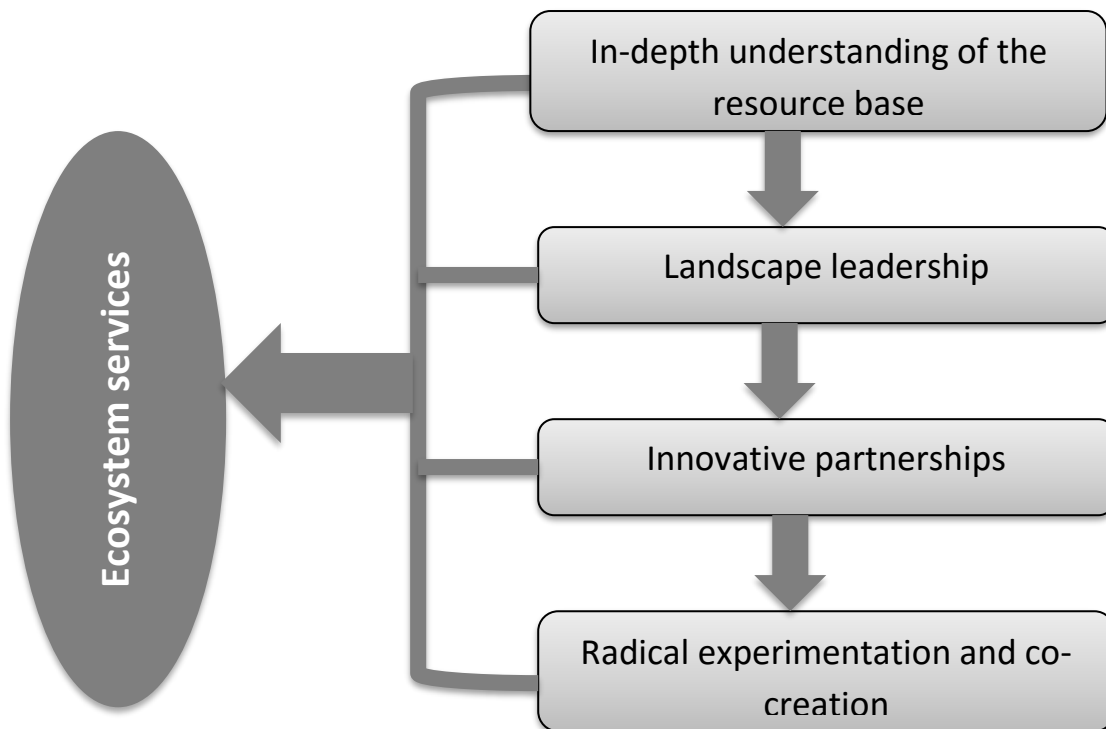 Ecosystem services
In-depth understanding of the
resource base
Landscape leadership
Innovative partnerships
Radical experimentation and co-
creation